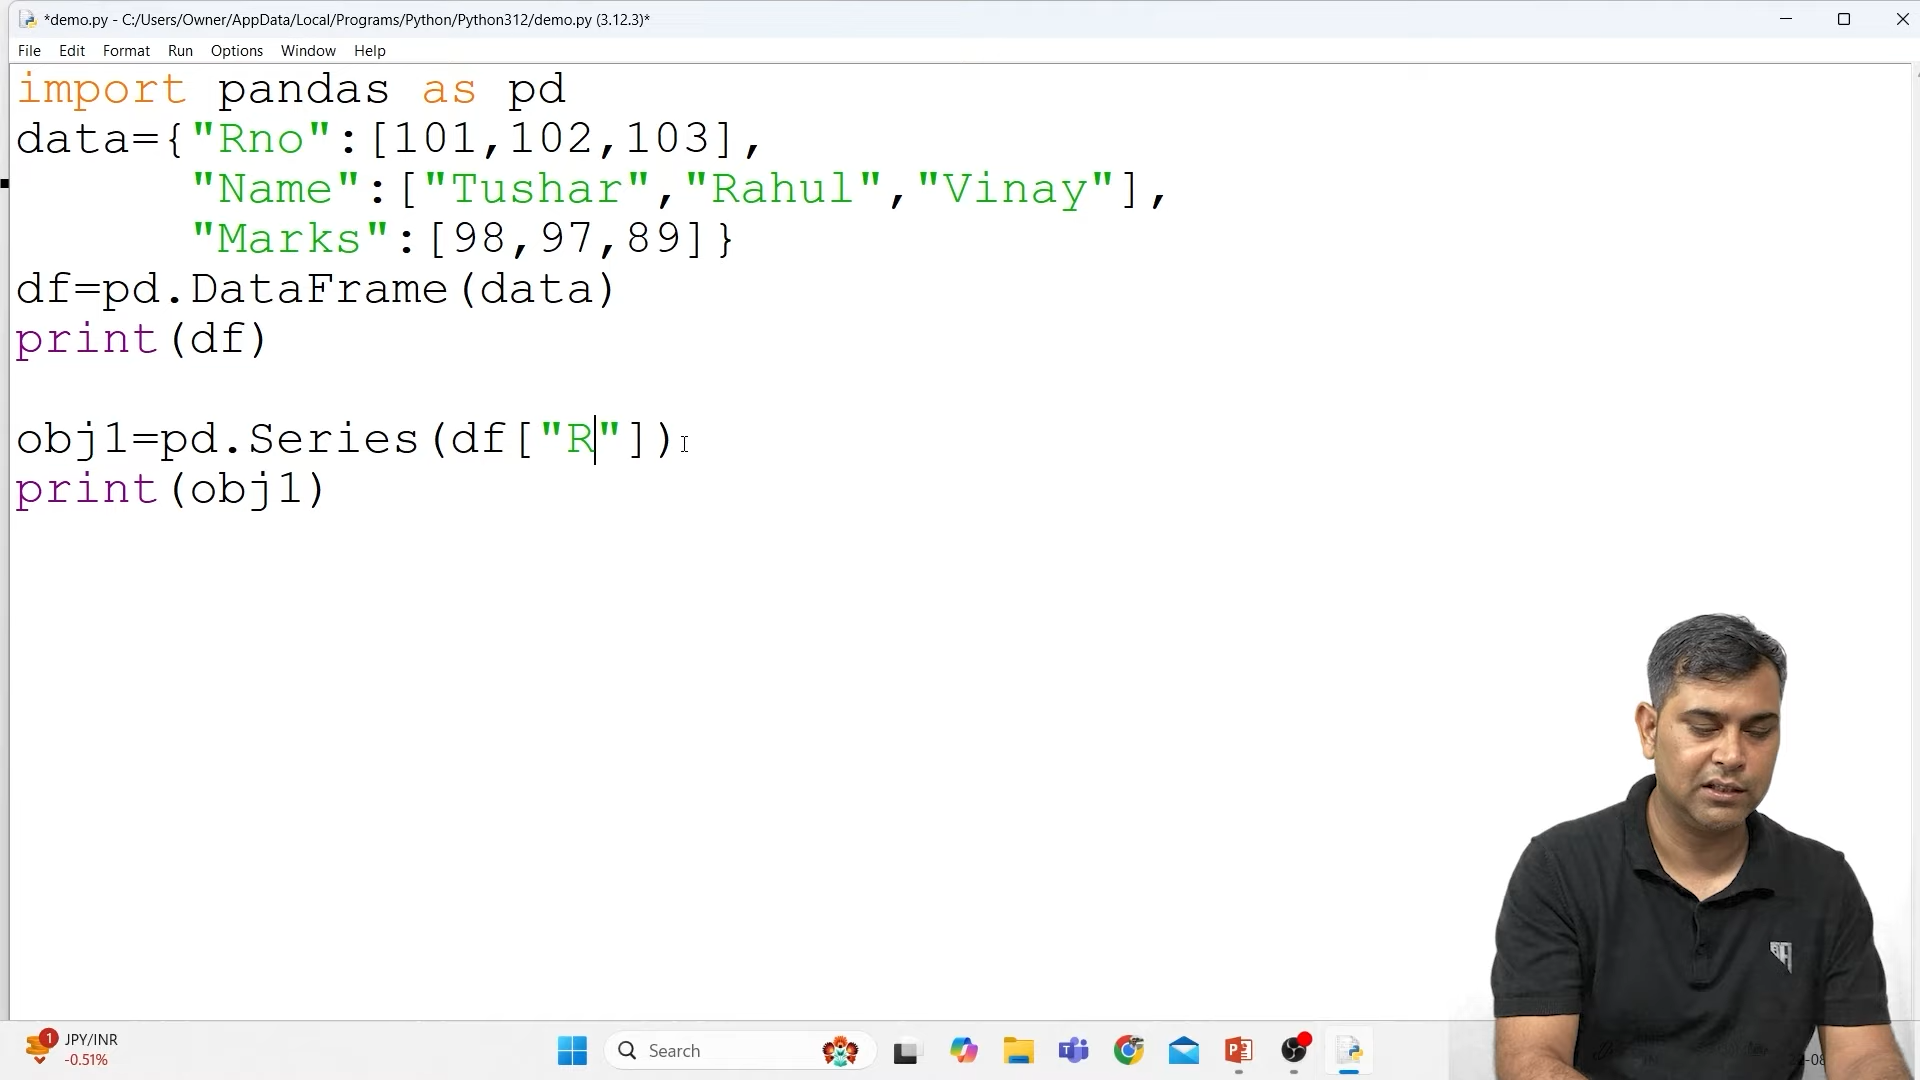 *demo.py - C:/Users/Owner/AppData/Local/Programs/Python/Python312/demo.py (3.12.3)*
File Edit Format Run Options Window Help
import pandas as pd
data={"Rno":[101,102,103],
"Name":["Tushar","Rahul","Vinay"],
"Marks":[98,97,89]}
df=pd.DataFrame(data)
print(df)
obj1=pd.Series(df["R"])
print(obj1)
1
JPY/INR
-0.51%
Search